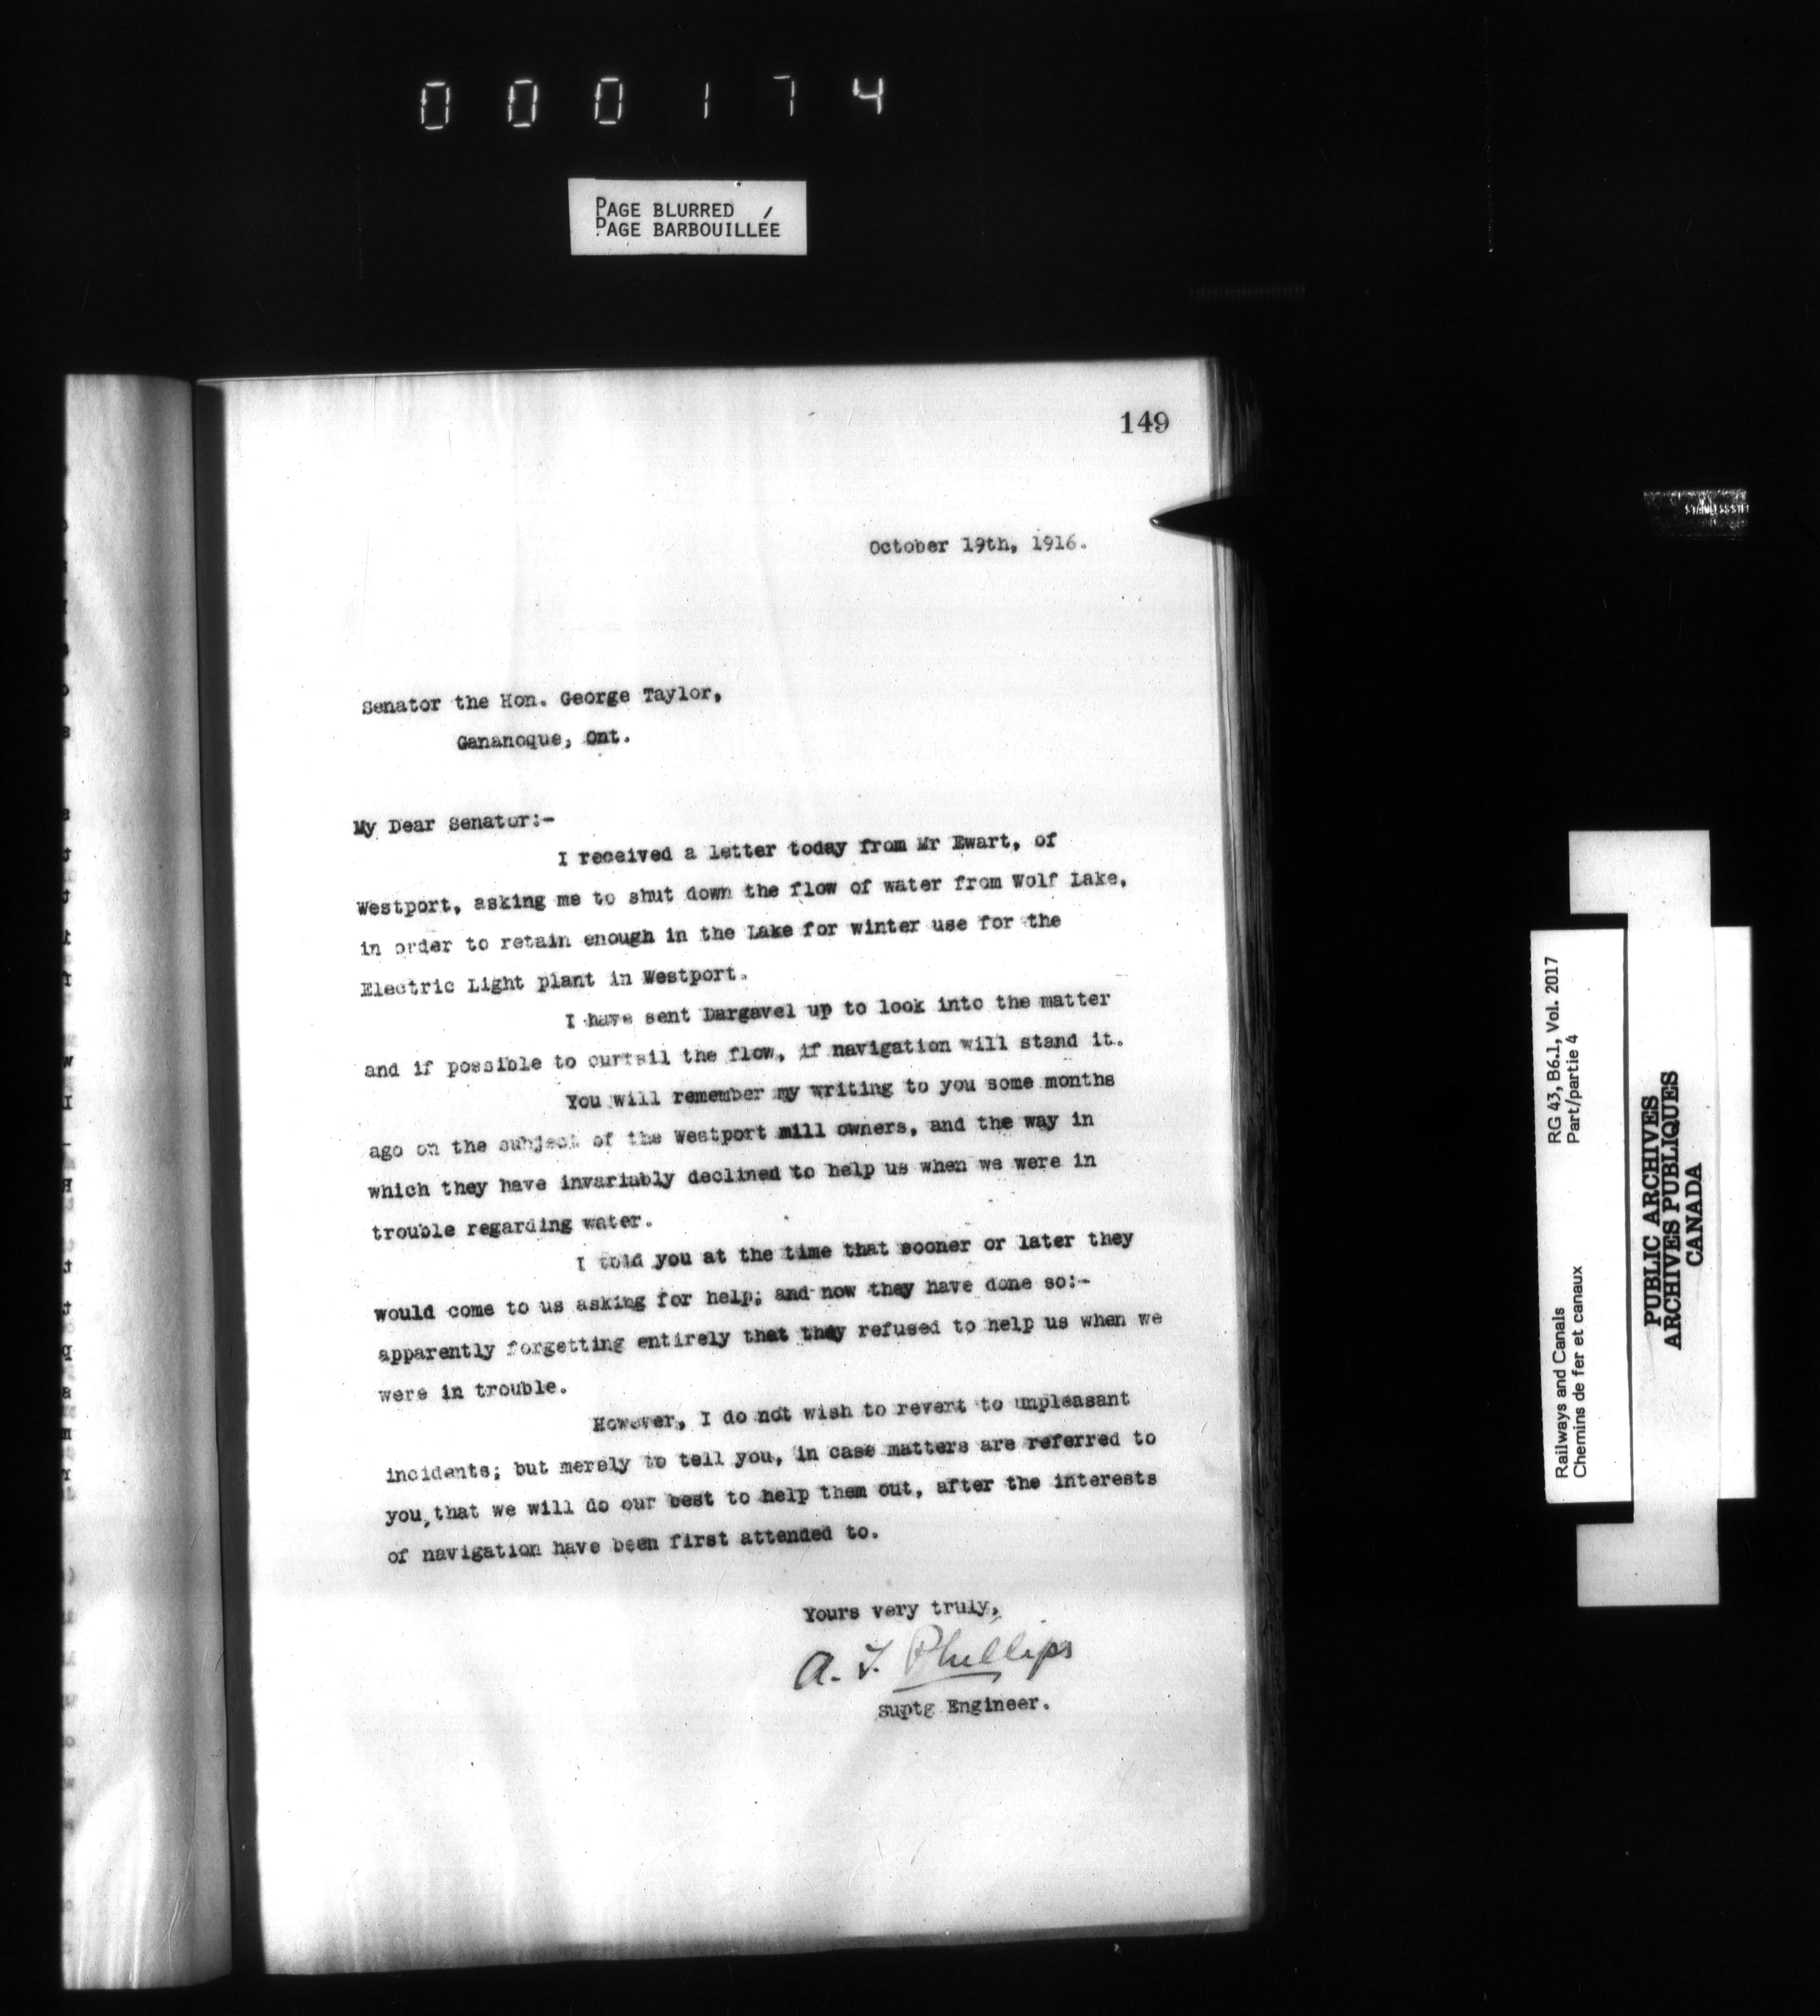 000174
PAGE BLURRED
PAGE BARBOUILLÉE
149
October 19th, 1916.
Senator the Hon. George Taylor,
Gananoque, Ont.
My Dear Senator:-
I received a letter today from Mr Ewart, of
Westport, asking me to shut down the flow of water from Wolf Lake,
in order to retain enough in the Lake for winter use for the
Electric Light plant in Westport.
I have sent Dargavel up to look into the matter
and if possible to curtail the flow, if navigation will stand it.
You will remember my writing to you some months
ago on the subject of the Westport mill owners, and the way in
which they have invariably declined to help us when we were in
trouble regarding water.
I told you at the time that sooner or later they
would come to us asking for help; and now they have done so:-
apparently forgetting entirely that they refused to help us when we
were in trouble.
However, I do not wish to revert to unpleasant
incidents; but merely to tell you, in case matters are referred to
you, that we will do our best to help them out, after the interests
of navigation have been first attended to.
Yours very truly,
A. T. Phillips
Suptg Engineer.
Railways and Canals RG 43, B6.1, Vol. 2017
Chemins de fer et canaux Part/partie 4
PUBLIC ARCHIVES
ARCHIVES PUBLIQUES
CANADA